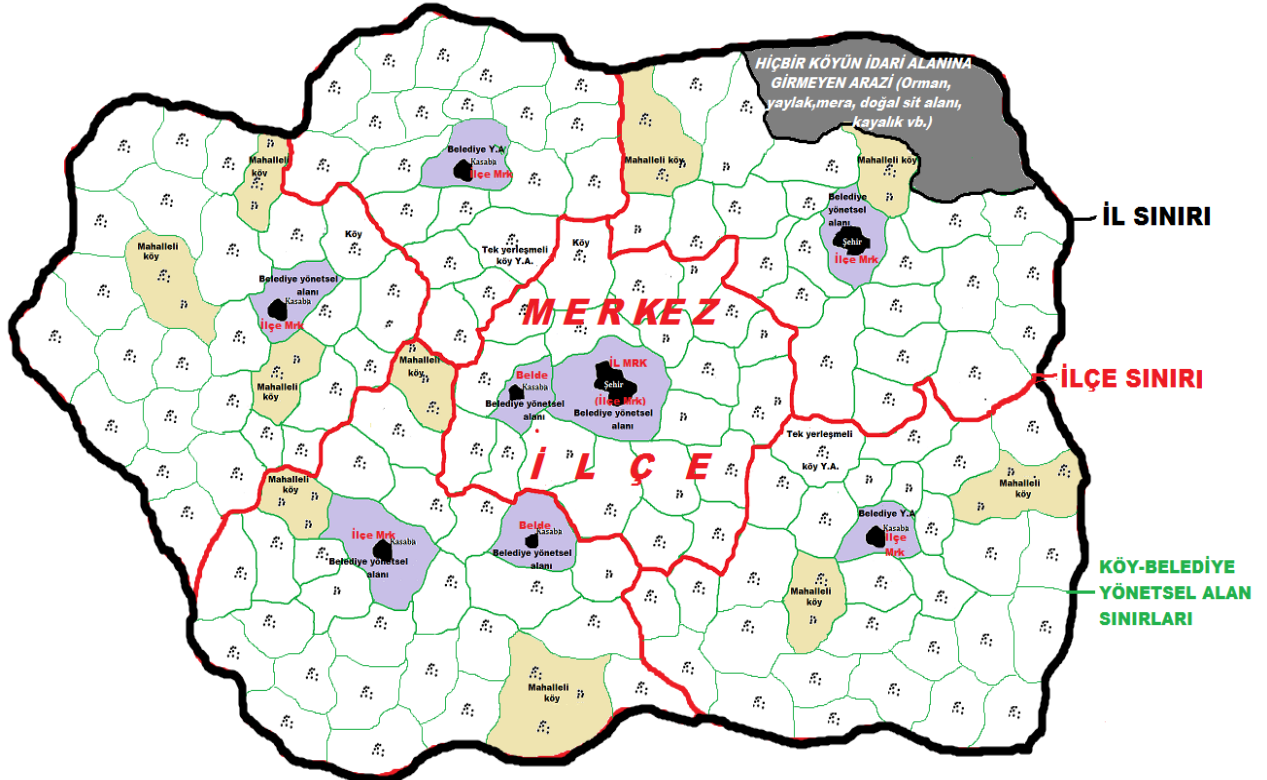 HİÇBİR KÖYÜN İDARİ ALANINA
GİRMEYEN ARAZİ (Orman,
yaylak,mera, doğal sit alanı,
kayalık vb.)
Belediye Y.A
Kasaba
İlçe Mrk
Mahalleli köy
Mahalleli köy
Mahalleli
köy
Belediye
yönetsel
alanı
Şehir
İlçe Mrk
İL SINIRI
Köy
Mahalleli
köy
Tek yerleşmeli
köy Y.A.
Köy
Belediye yönetsel
alanı
Kasaba
İlçe Mrk
MERKEZ
Mahalleli
köy
Mahalleli
köy
Belde
Kasaba
Belediye yönetsel
alanı
İL MRK
Şehir
(İlçe Mrk)
Belediye yönetsel
alanı
İLÇE SINIRI
Tek yerleşmeli
köy Y.A.
İLÇE
Mahalleli
köy
Mahalleli
köy
İlçe Mrk
Kasaba
Belediye yönetsel
alanı
Belde
Kasaba
Belediye yönetsel
alanı
Belediye Y.A
Kasaba
İlçe
Mrk
Mahalleli
köy
KÖY-BELEDİYE
YÖNETSEL ALAN
SINIRLARI
Mahalleli
köy